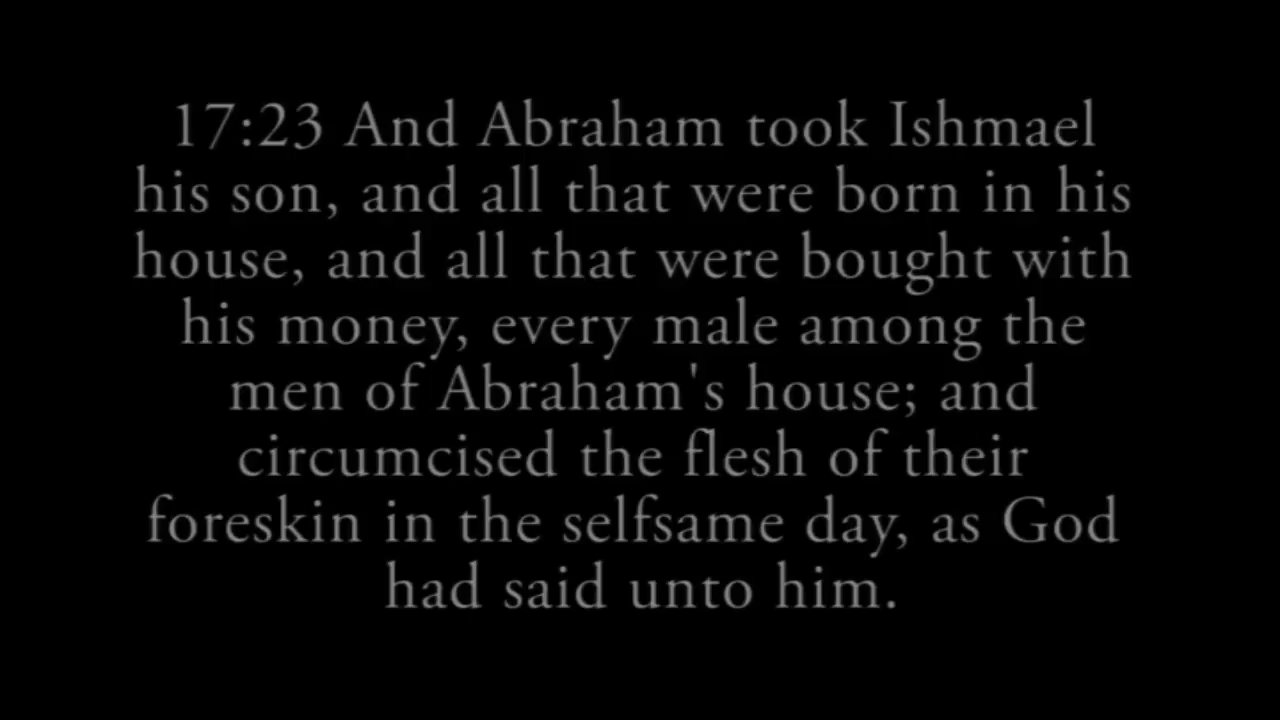 17:23 And Abraham took Ishmael
his son, and all that were born in his
house, and all that were bought with
his money, every male among the
men of Abraham's house; and
circumcised the flesh of their
foreskin in the selfsame day, as God
had said unto him.